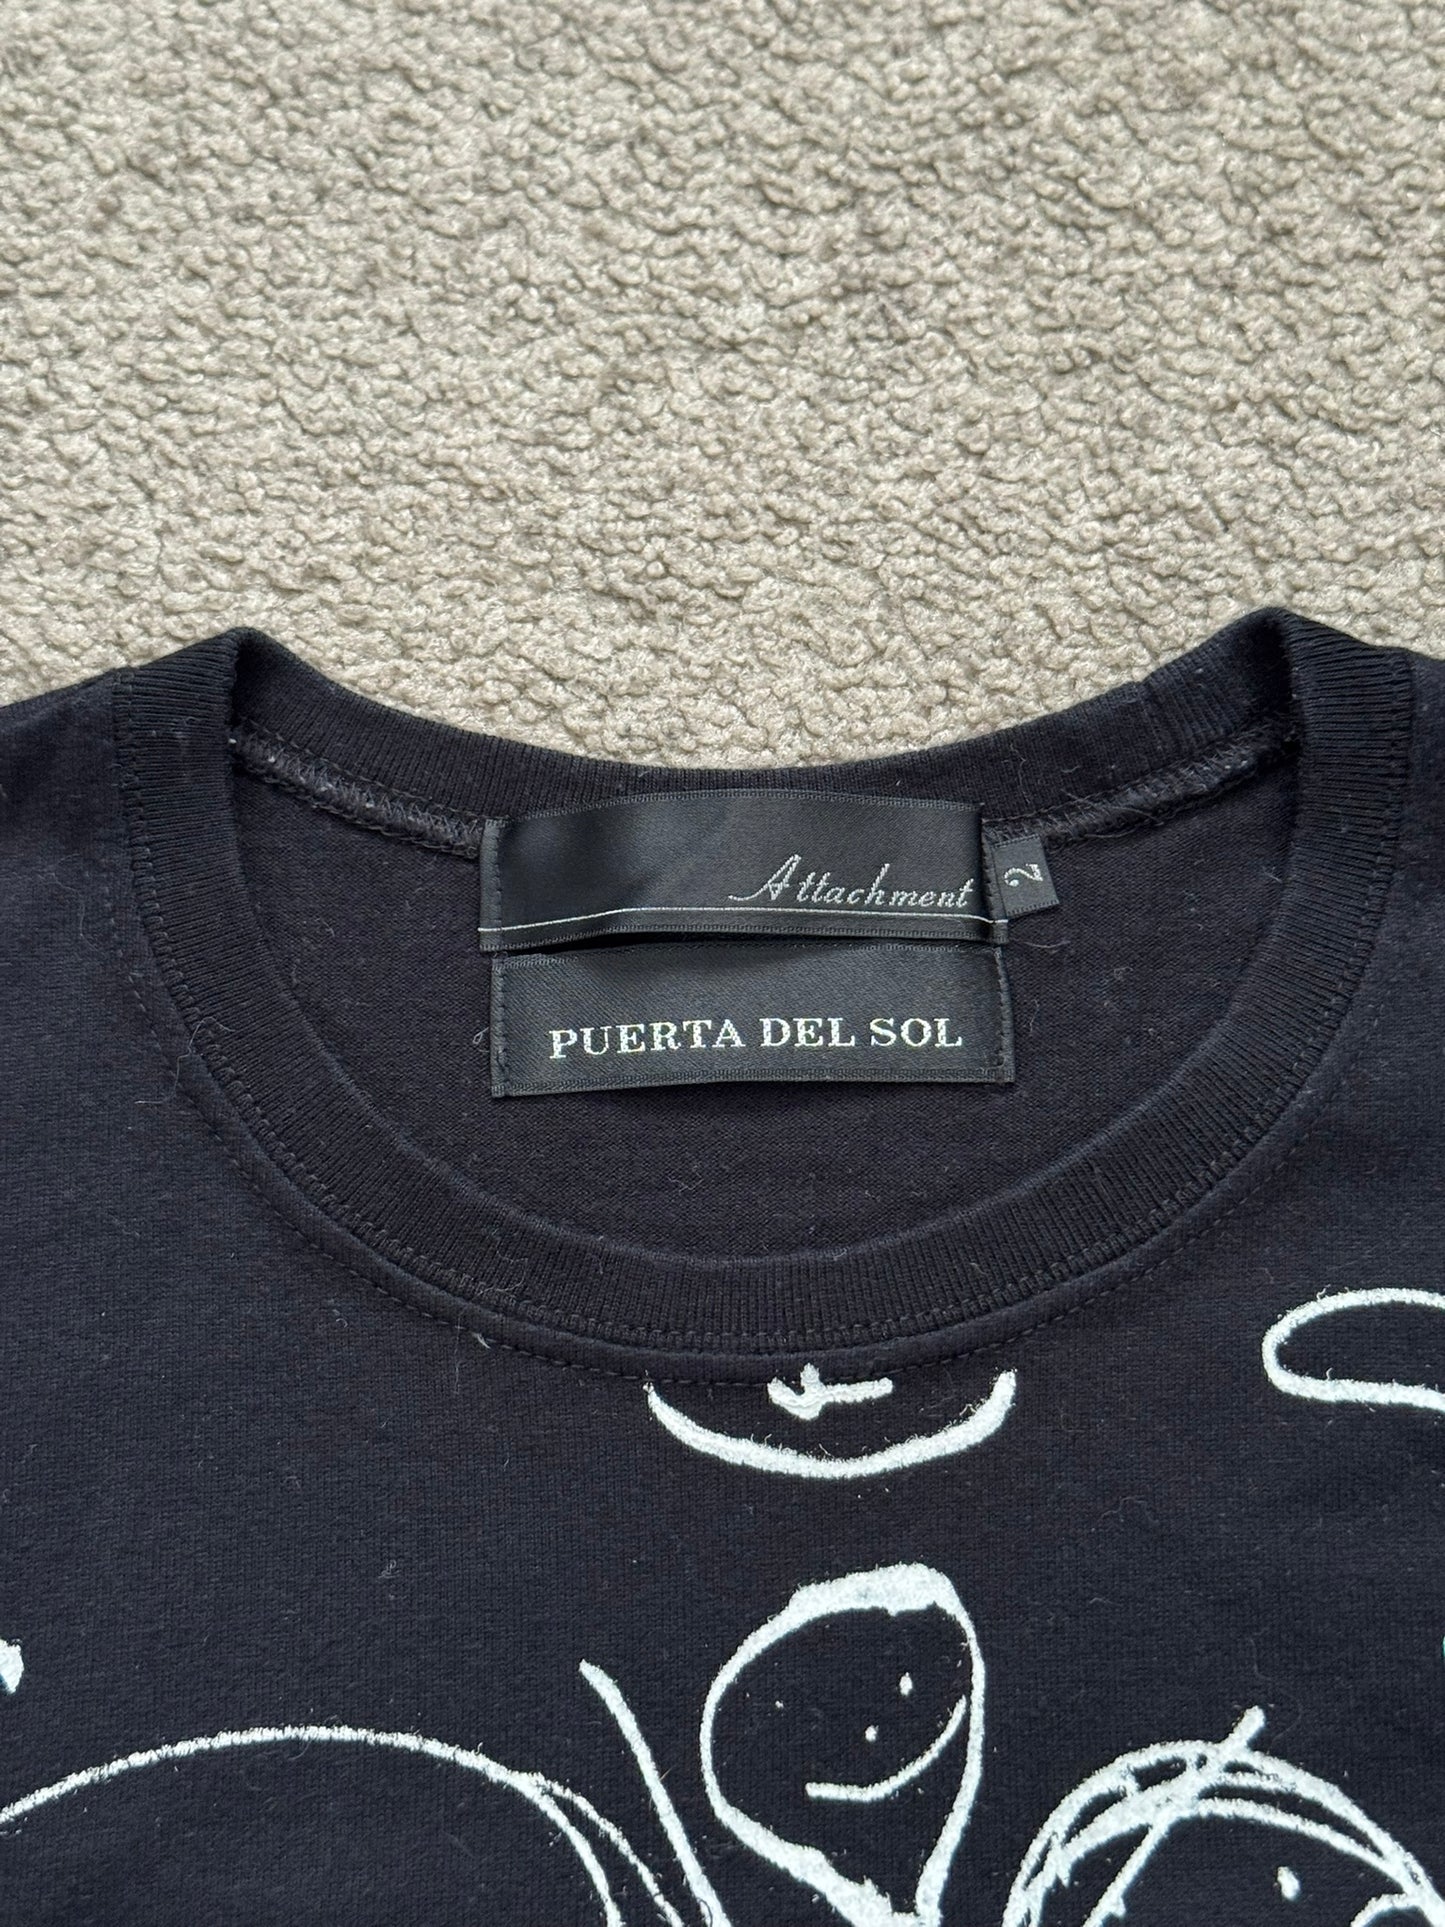 Attachment
2
PUERTA DEL SOL